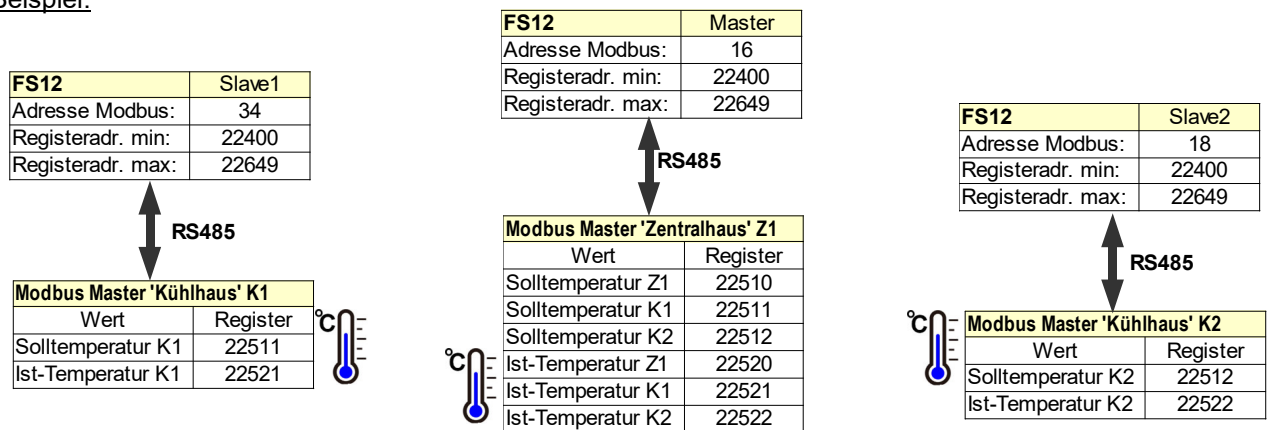 Beispiel:
FS12 Slave1
Adresse Modbus: 34
Registeradr. min: 22400
Registeradr. max: 22649
RS485
Modbus Master 'Kühlhaus' K1
Wert Register
Solltemperatur K1 22511
Ist-Temperatur K1 22521
°C
FS12 Master
Adresse Modbus: 16
Registeradr. min: 22400
Registeradr. max: 22649
RS485
Modbus Master 'Zentralhaus' Z1
Wert Register
Solltemperatur Z1 22510
Solltemperatur K1 22511
Solltemperatur K2 22512
Ist-Temperatur Z1 22520
Ist-Temperatur K1 22521
Ist-Temperatur K2 22522
°C
FS12 Slave2
Adresse Modbus: 18
Registeradr. min: 22400
Registeradr. max: 22649
RS485
°C
Modbus Master 'Kühlhaus' K2
Wert Register
Solltemperatur K2 22512
Ist-Temperatur K2 22522